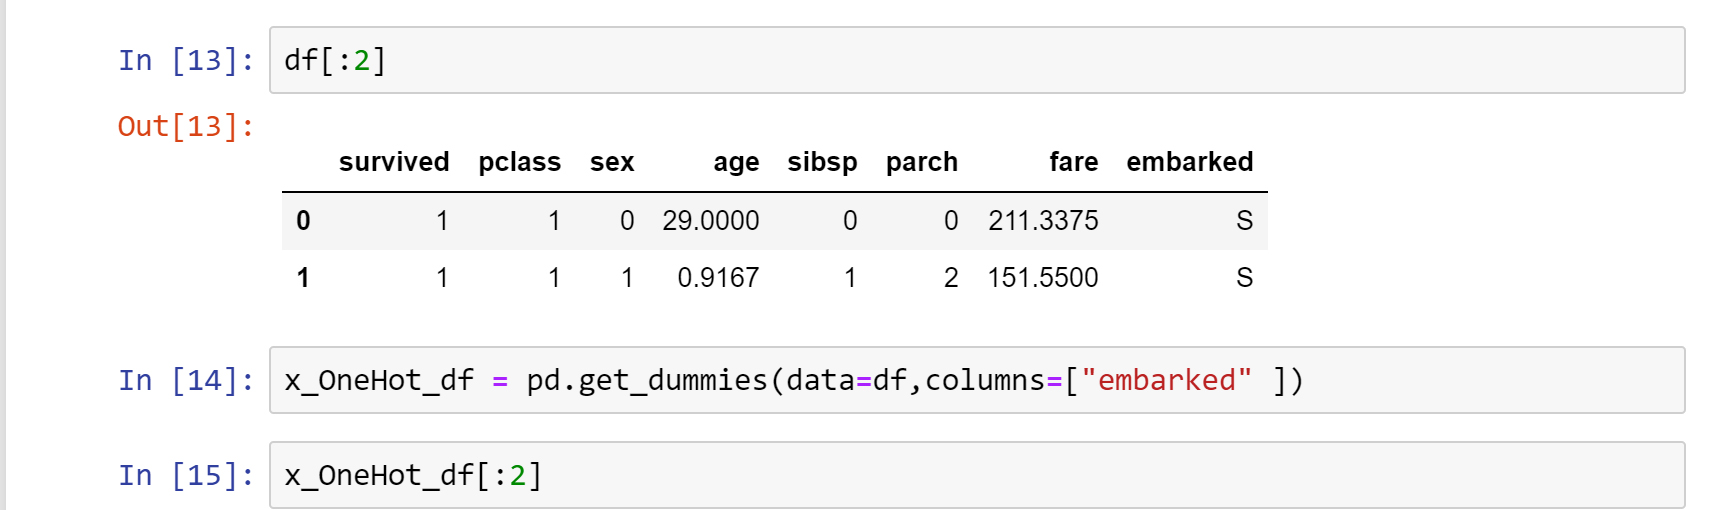 In [13]: df[:2]
Out[13]:
survived pclass sex age sibsp parch fare embarked
0 1 1 0 29.0000 0 0 211.3375 S
1 1 1 1 0.9167 1 2 151.5500 S
In [14]: x_OneHot_df = pd.get_dummies(data=df,columns=["embarked" ])
In [15]: x_OneHot_df[:2]